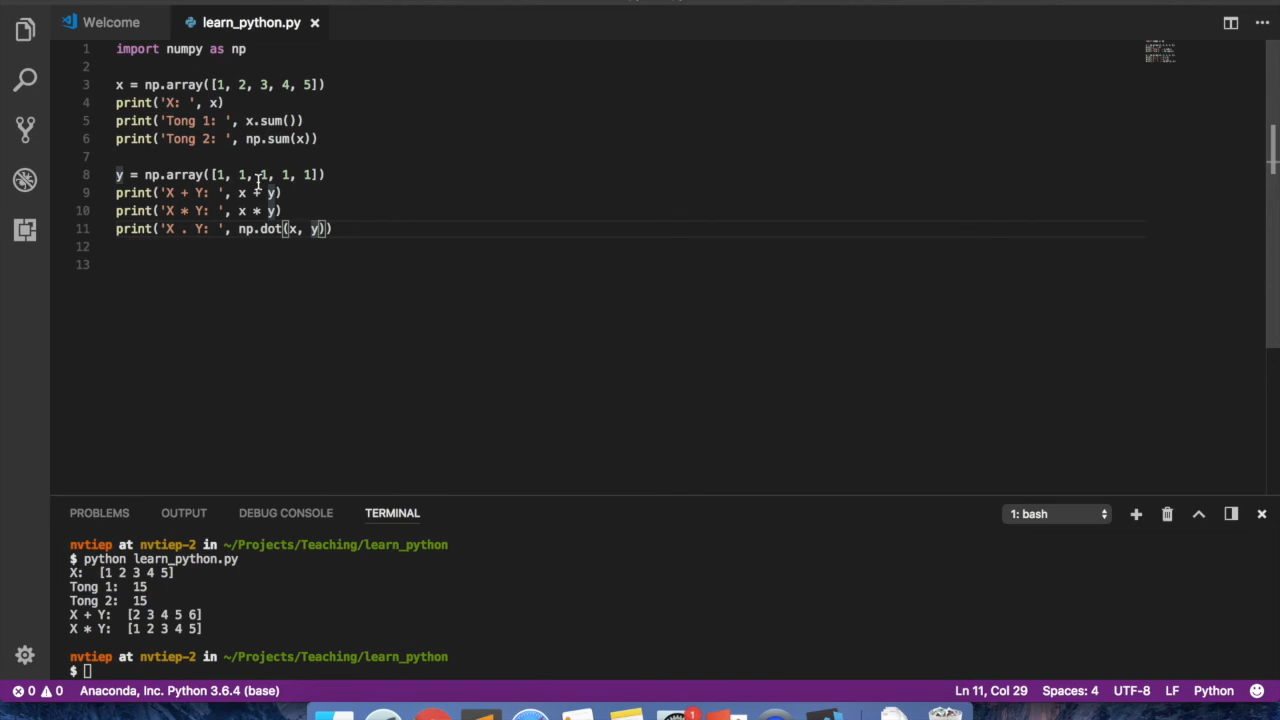 Welcome
learn_python.py
1 import numpy as np
2
3 x = np.array([1, 2, 3, 4, 5])
4 print('X: ', x)
5 print('Tong 1: ', x.sum())
6 print('Tong 2: ', np.sum(x))
7
8 y = np.array([1, 1, 1, 1, 1])
9 print('X + Y: ', x + y)
10 print('X * Y: ', x * y)
11 print('X . Y: ', np.dot(x, y))
12
13
PROBLEMS OUTPUT DEBUG CONSOLE TERMINAL 1: bash
nvtiep at nvtiep-2 in ~/Projects/Teaching/learn_python
$ python learn_python.py
X:  [1 2 3 4 5]
Tong 1:  15
Tong 2:  15
X + Y:  [2 3 4 5 6]
X * Y:  [1 2 3 4 5]
nvtiep at nvtiep-2 in ~/Projects/Teaching/learn_python
$
0 0 Anaconda, Inc. Python 3.6.4 (base) Ln 11, Col 29 Spaces: 4 UTF-8 LF Python
1